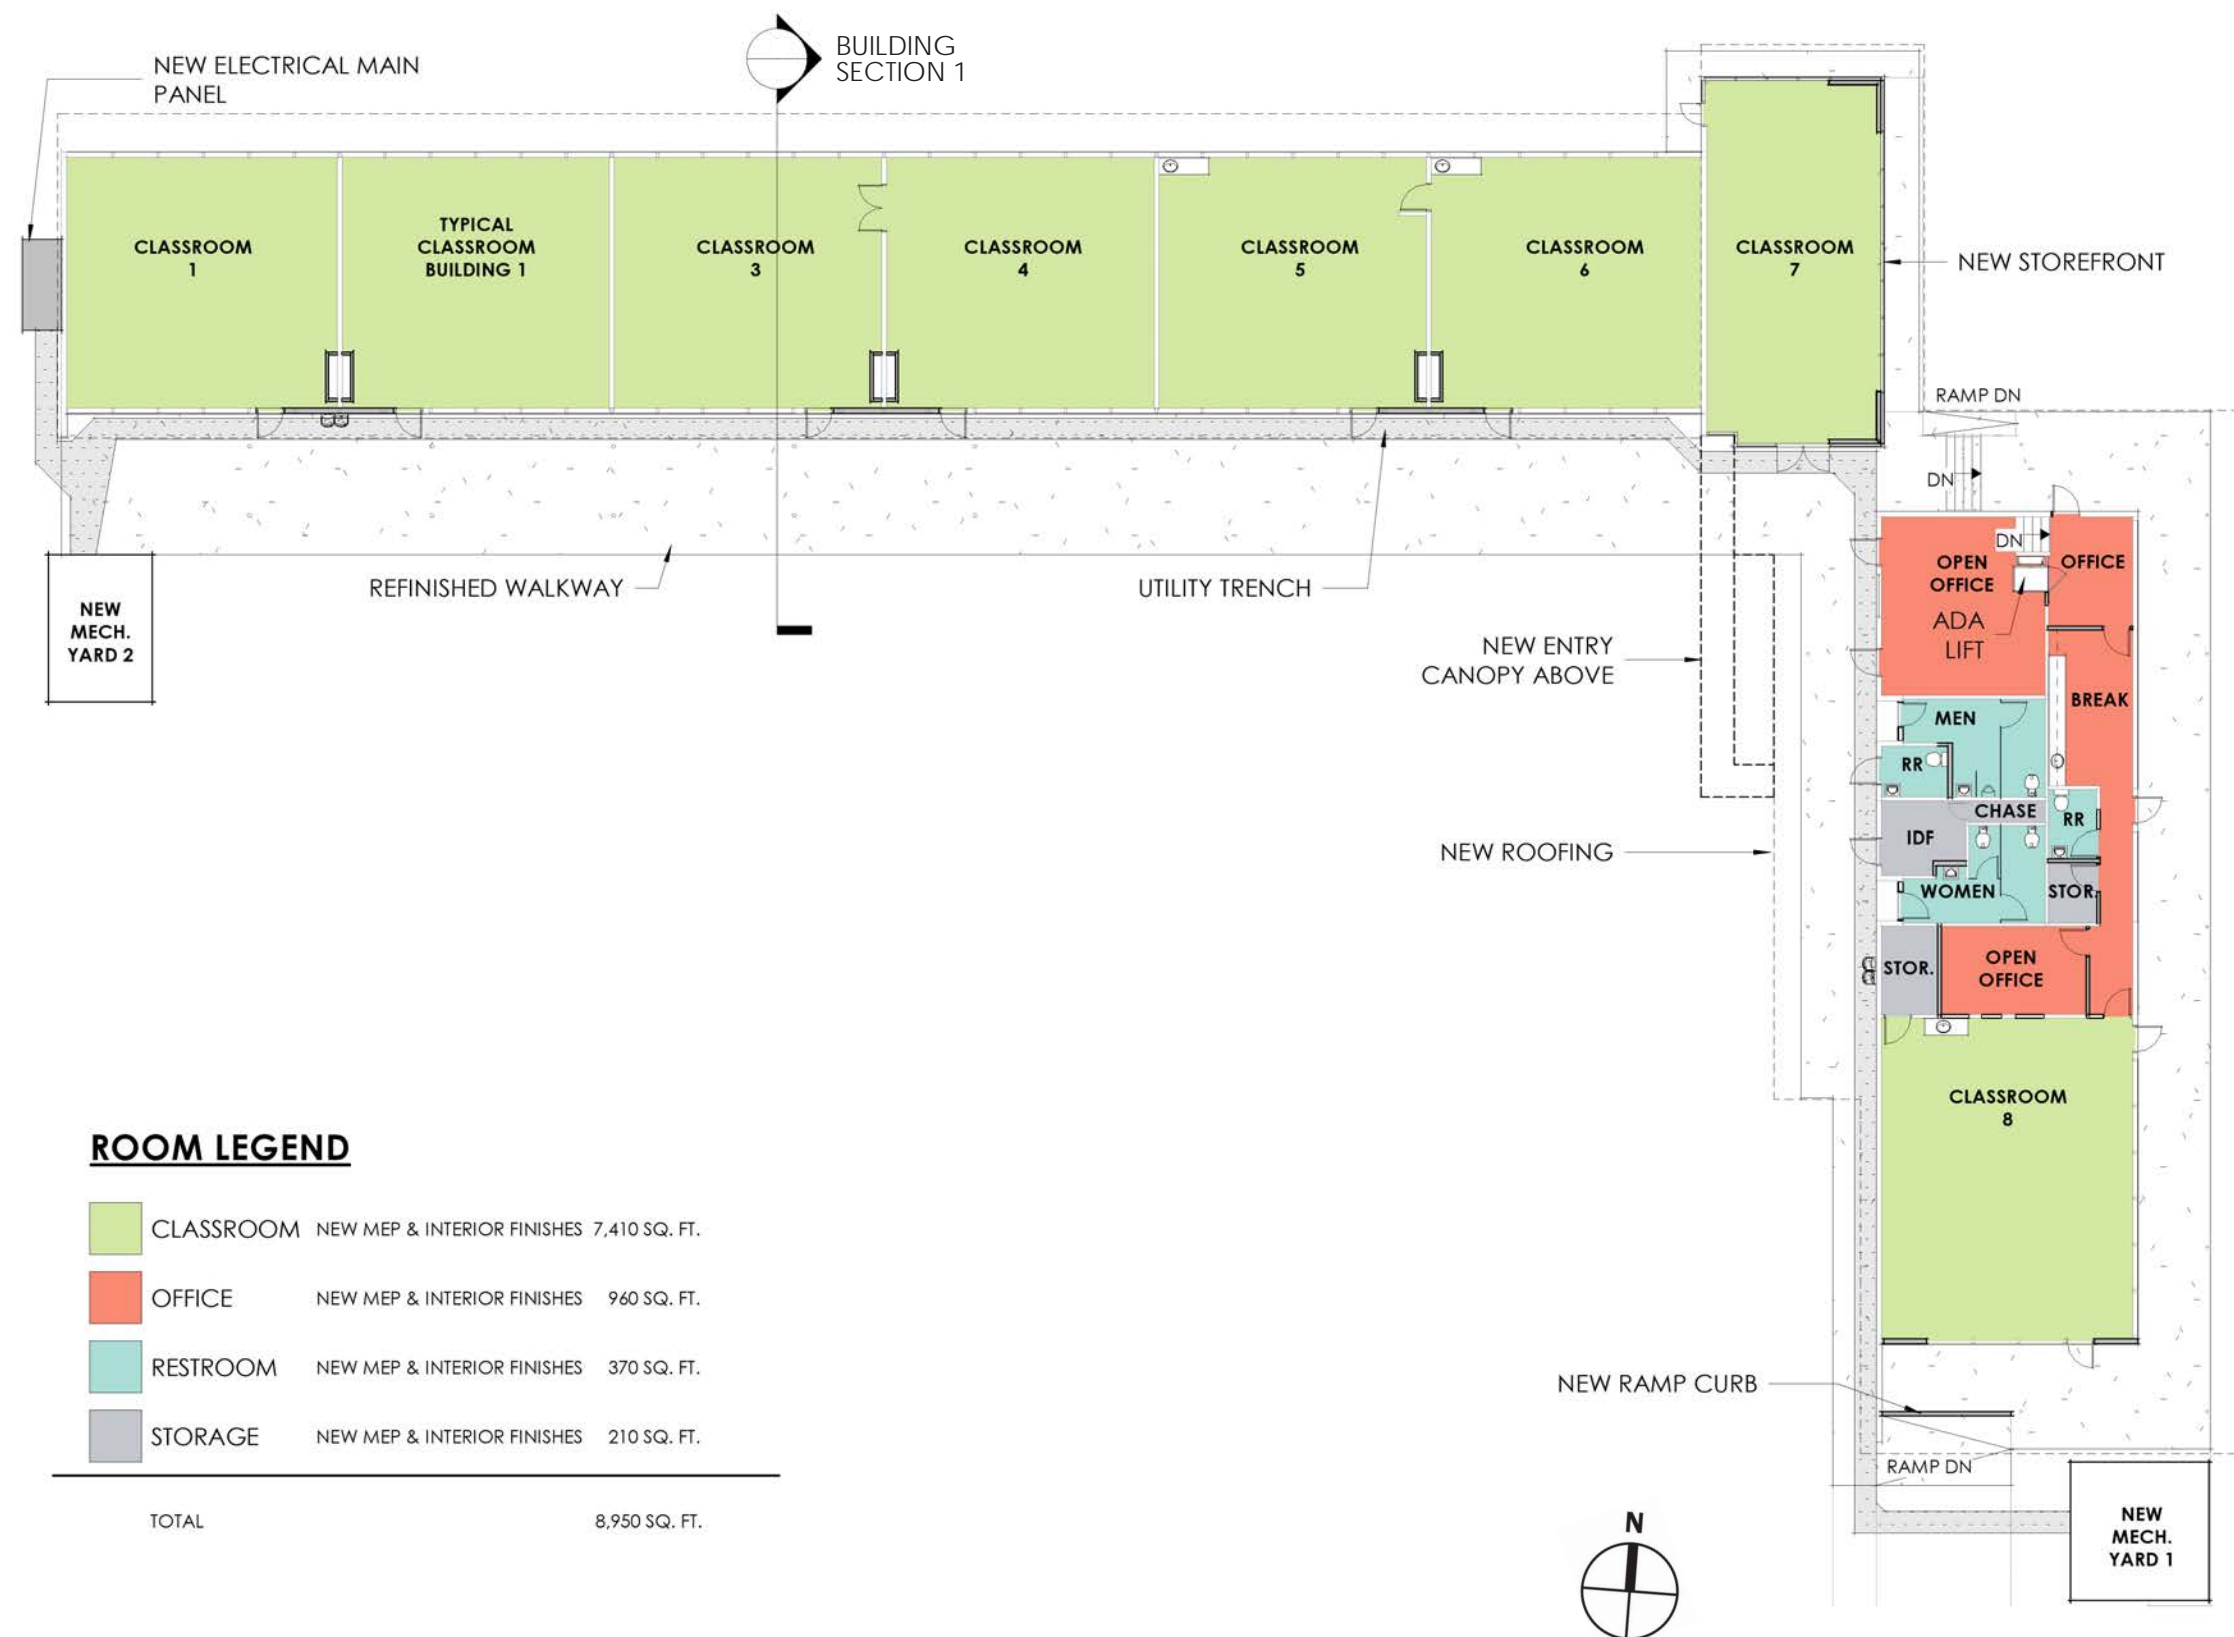 BUILDING
SECTION 1
NEW ELECTRICAL MAIN
PANEL
CLASSROOM
1
TYPICAL
CLASSROOM
BUILDING 1
CLASSROOM
3
CLASSROOM
4
CLASSROOM
5
CLASSROOM
6
CLASSROOM
7
NEW STOREFRONT
RAMP DN
DN
REFINISHED WALKWAY
UTILITY TRENCH
NEW
MECH.
YARD 2
NEW ENTRY
CANOPY ABOVE
NEW ROOFING
DN
OPEN
OFFICE
OFFICE
ADA
LIFT
BREAK
MEN
RR
CHASE
RR
IDF
WOMEN
STOR.
STOR.
OPEN
OFFICE
CLASSROOM
8
NEW RAMP CURB
RAMP DN
NEW
MECH.
YARD 1
ROOM LEGEND
CLASSROOM NEW MEP & INTERIOR FINISHES 7,410 SQ. FT.
OFFICE NEW MEP & INTERIOR FINISHES 960 SQ. FT.
RESTROOM NEW MEP & INTERIOR FINISHES 370 SQ. FT.
STORAGE NEW MEP & INTERIOR FINISHES 210 SQ. FT.
TOTAL 8,950 SQ. FT.
N